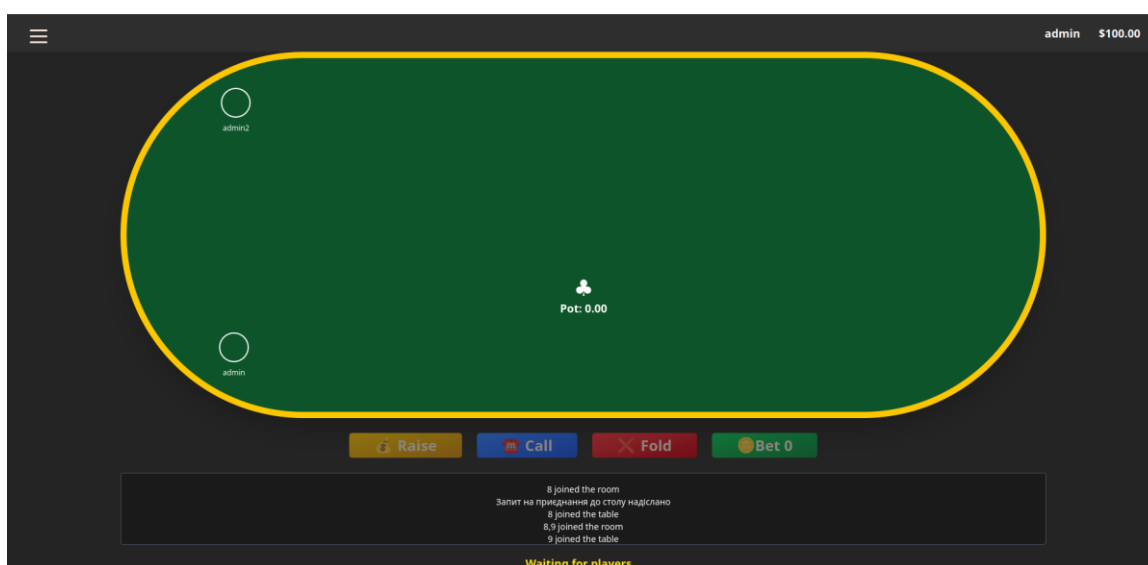 admin $100.00
admin2
Pot: 0.00
admin
Raise
Call
Fold
Bet 0
8 joined the room
Запит на приєднання до столу надіслано
8 joined the table
8,9 joined the room
9 joined the table
Waiting for players